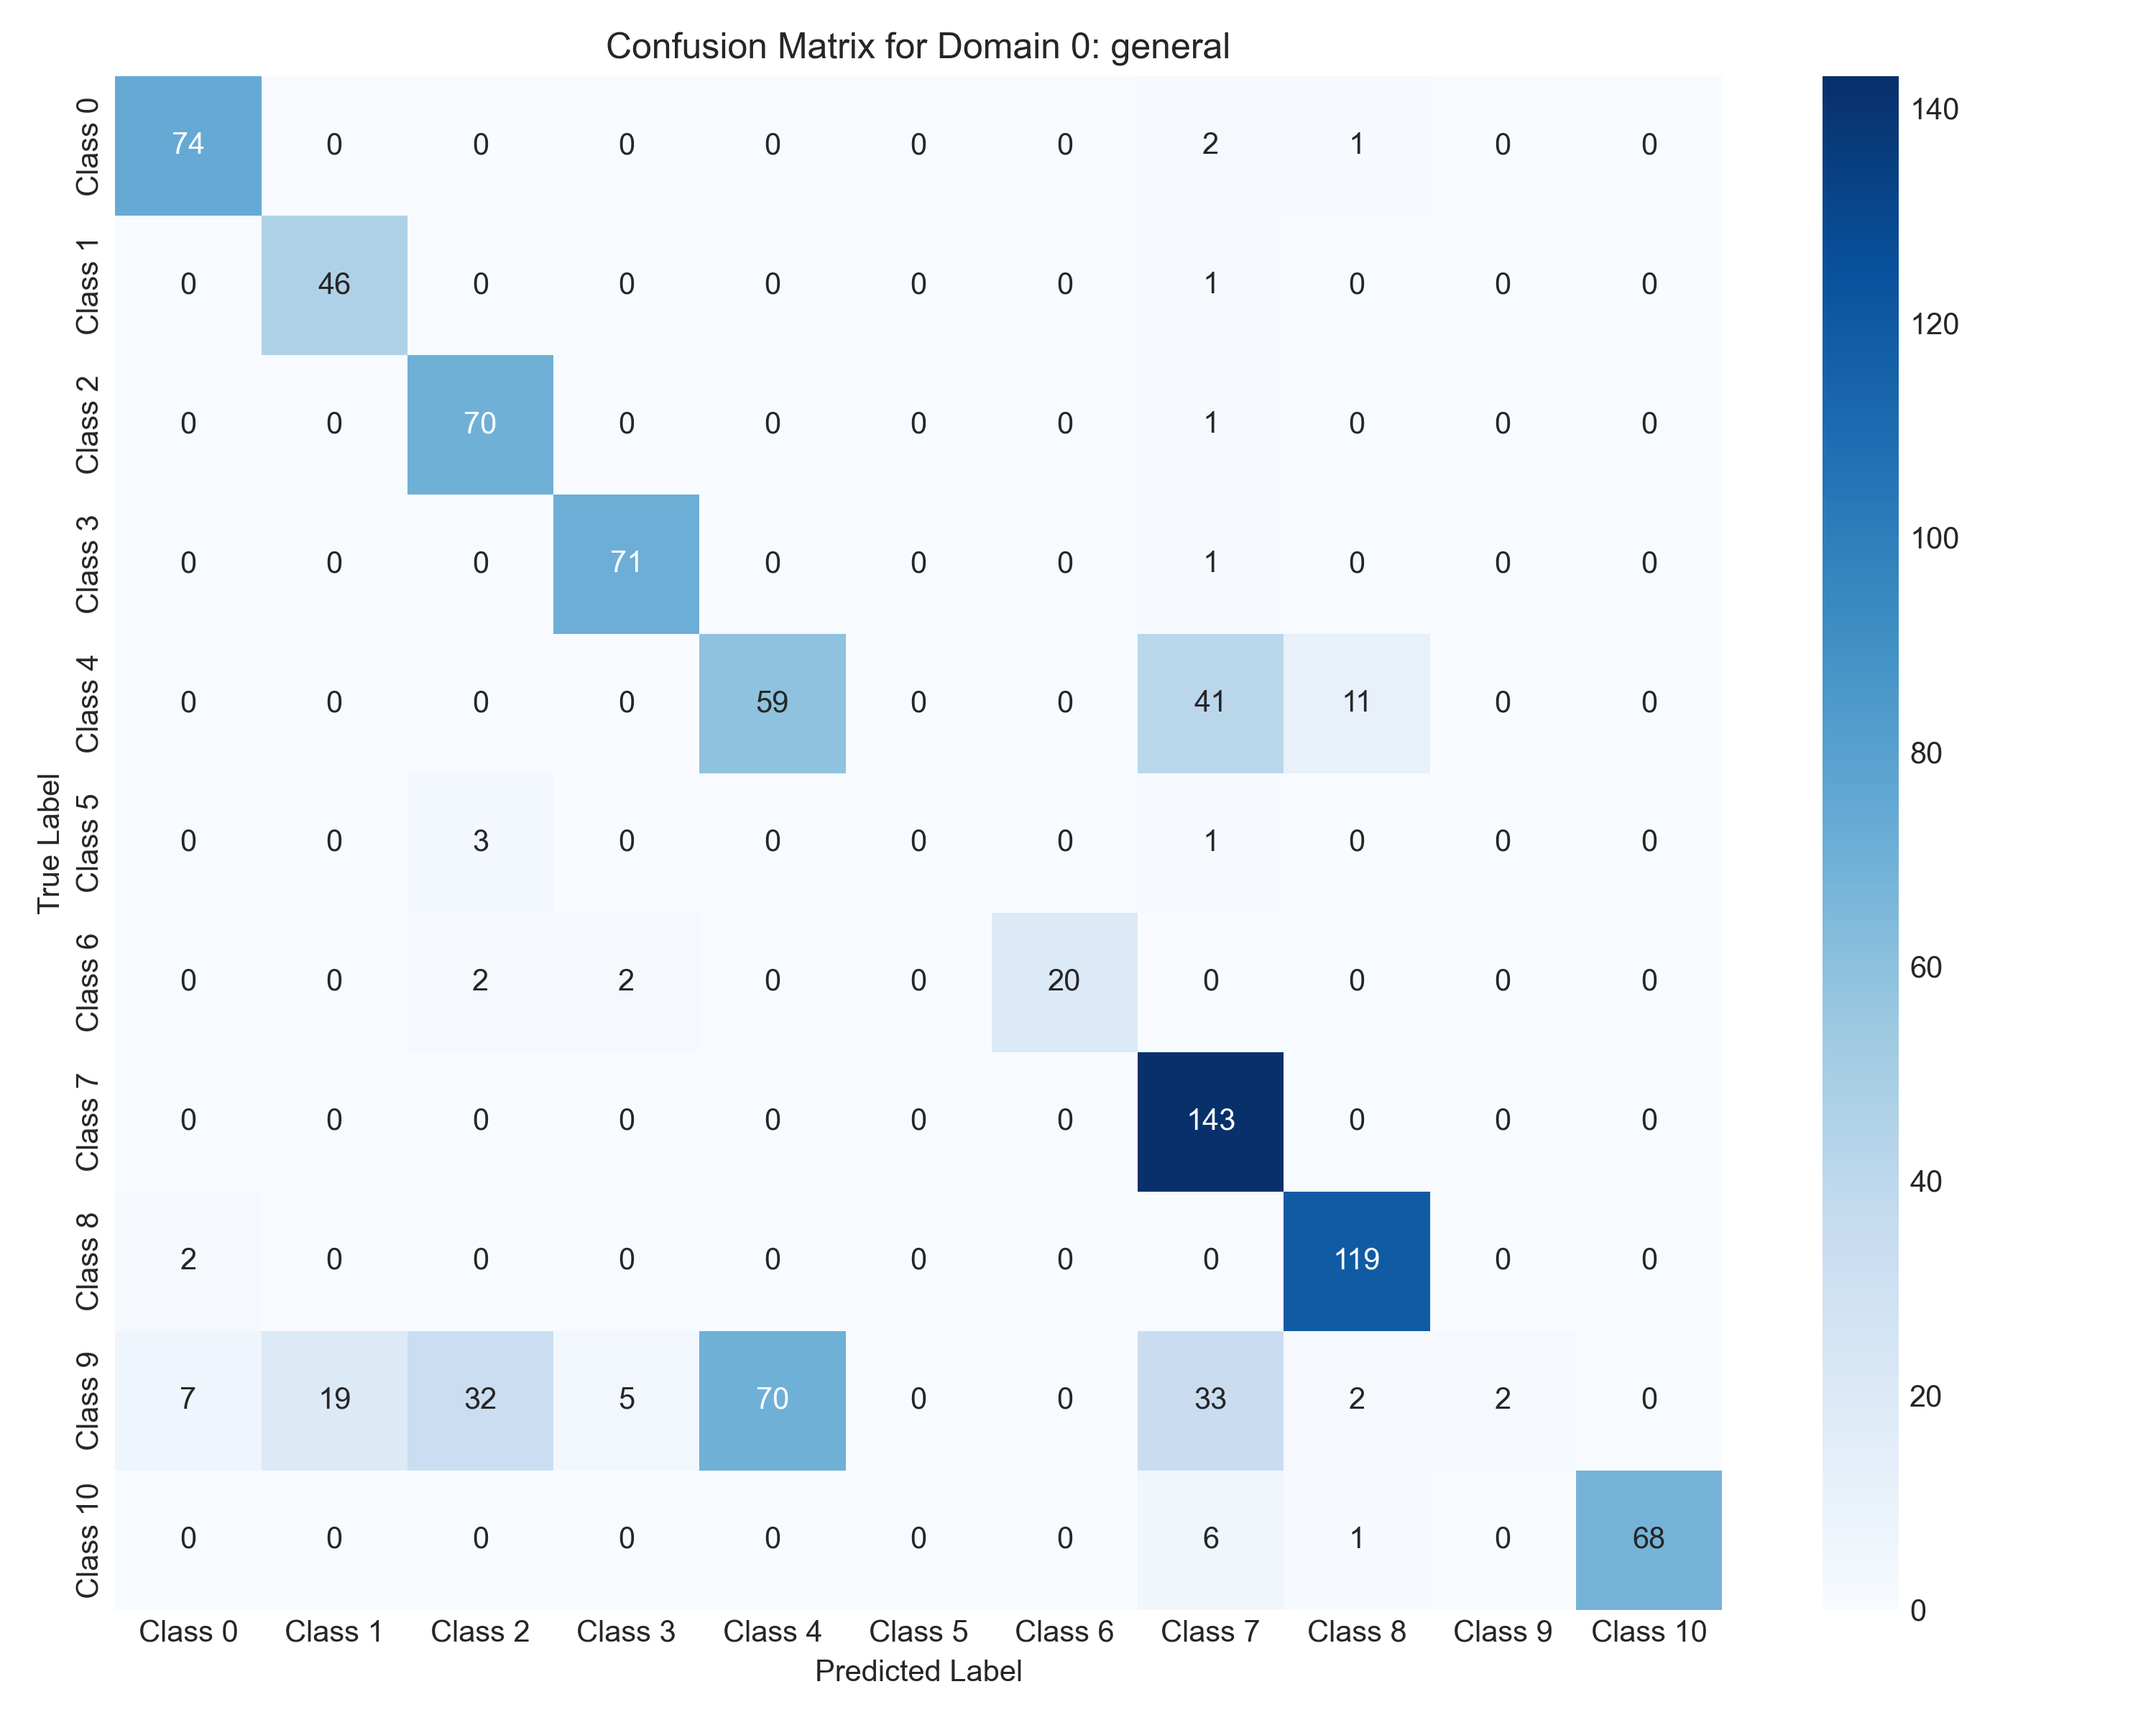 Confusion Matrix for Domain 0: general
True Label
Class 0 74 0 0 0 0 0 0 2 1 0 0
Class 1 0 46 0 0 0 0 0 1 0 0 0
Class 2 0 0 70 0 0 0 0 1 0 0 0
Class 3 0 0 0 71 0 0 0 1 0 0 0
Class 4 0 0 0 0 59 0 0 41 11 0 0
Class 5 0 0 3 0 0 0 0 1 0 0 0
Class 6 0 0 2 2 0 0 20 0 0 0 0
Class 7 0 0 0 0 0 0 0 143 0 0 0
Class 8 2 0 0 0 0 0 0 0 119 0 0
Class 9 7 19 32 5 70 0 0 33 2 2 0
Class 10 0 0 0 0 0 0 0 6 1 0 68
Class 0 Class 1 Class 2 Class 3 Class 4 Class 5 Class 6 Class 7 Class 8 Class 9 Class 10
Predicted Label
140
120
100
80
60
40
20
0